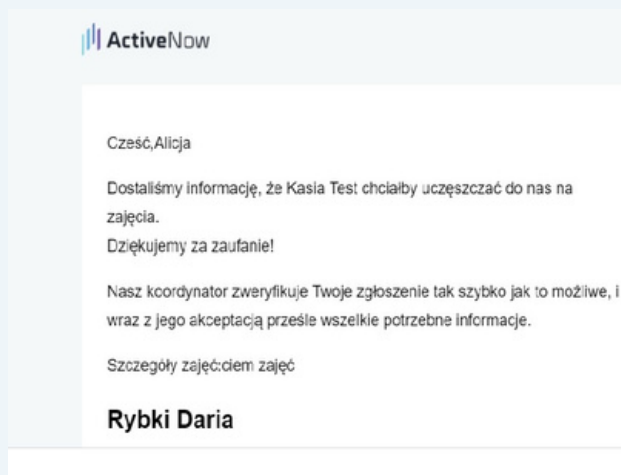 ActiveNow
Cześć,Alicja
Dostaliśmy informację, że Kasia Test chciałby uczęszczać do nas na
zajęcia.
Dziękujemy za zaufanie!
Nasz koordynator zweryfikuje Twoje zgłoszenie tak szybko jak to możliwe, i
wraz z jego akceptacją prześle wszelkie potrzebne informacje.
Szczegóły zajęć:ciem zajęć
Rybki Daria